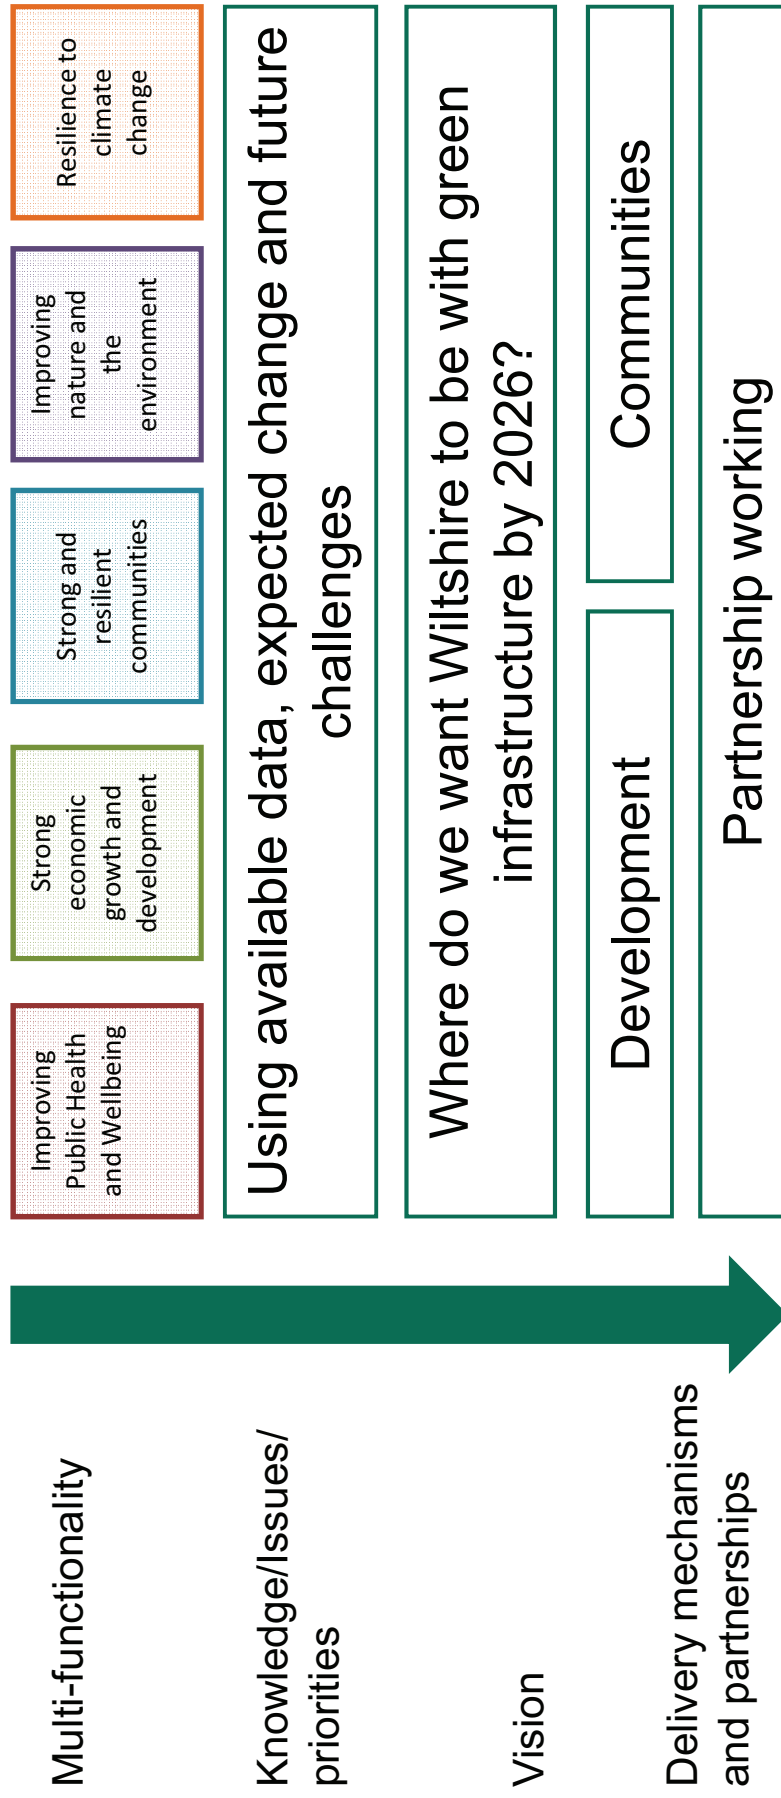 Multi-functionality
Improving
Public Health
and Wellbeing
Strong
economic
growth and
development
Strong and
resilient
communities
Improving
nature and
the
environment
Resilience to
climate
change
Knowledge/Issues/
priorities
Using available data, expected change and future
challenges
Vision
Where do we want Wiltshire to be with green
infrastructure by 2026?
Delivery mechanisms
and partnerships
Development
Communities
Partnership working